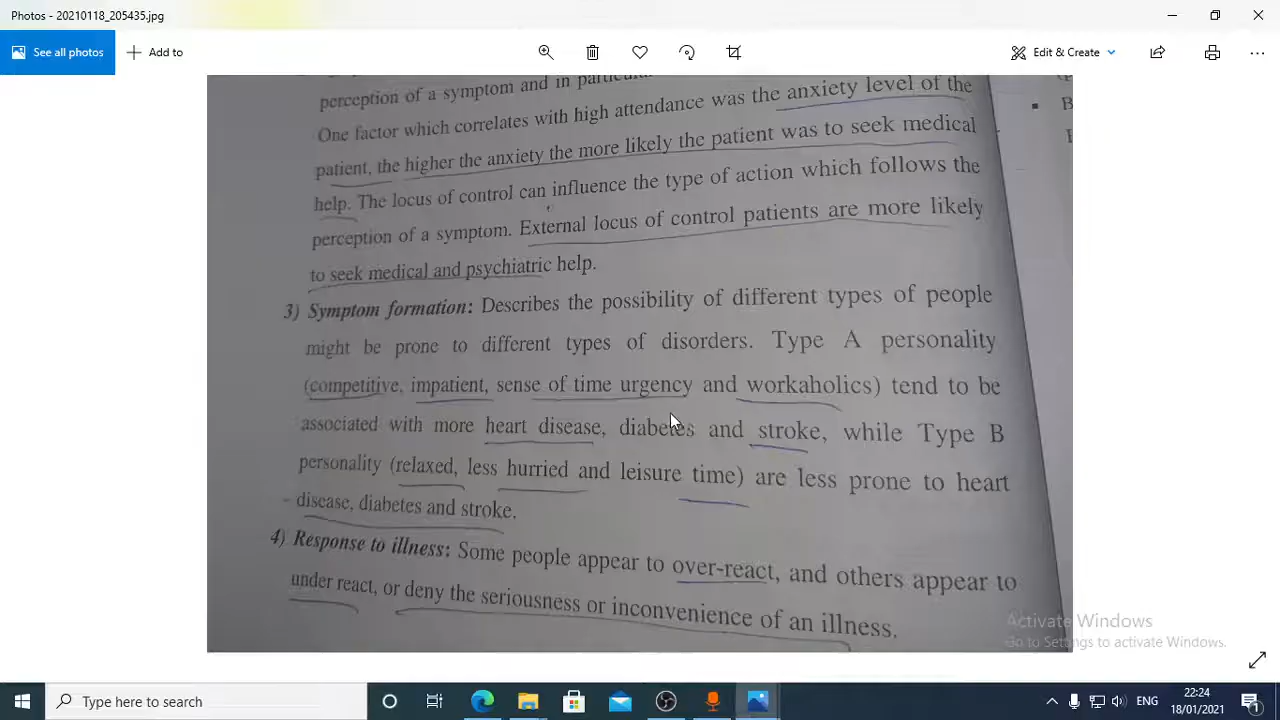 Photos - 20210118_205435.jpg
See all photos
Add to
Edit & Create
perception of a symptom and in
One factor which correlates with high attendance was the anxiety level of the
patient, the higher the anxiety the more likely the patient was to seek medical
help. The locus of control can influence the type of action which follows the
perception of a symptom. External locus of control patients are more likely
to seek medical and psychiatric help.
3) Symptom formation: Describes the possibility of different types of people
might be prone to different types of disorders. Type A personality
(competitive, impatient, sense of time urgency and workaholics) tend to be
associated with more heart disease, diabetes and stroke, while Type B
personality (relaxed, less hurried and leisure time) are less prone to heart
disease, diabetes and stroke.
4) Response to illness: Some people appear to over-react, and others appear to
under react, or deny the seriousness or inconvenience of an illness.
Activate Windows
Go to Settings to activate Windows.
Type here to search
ENG
22:24
18/01/2021
1